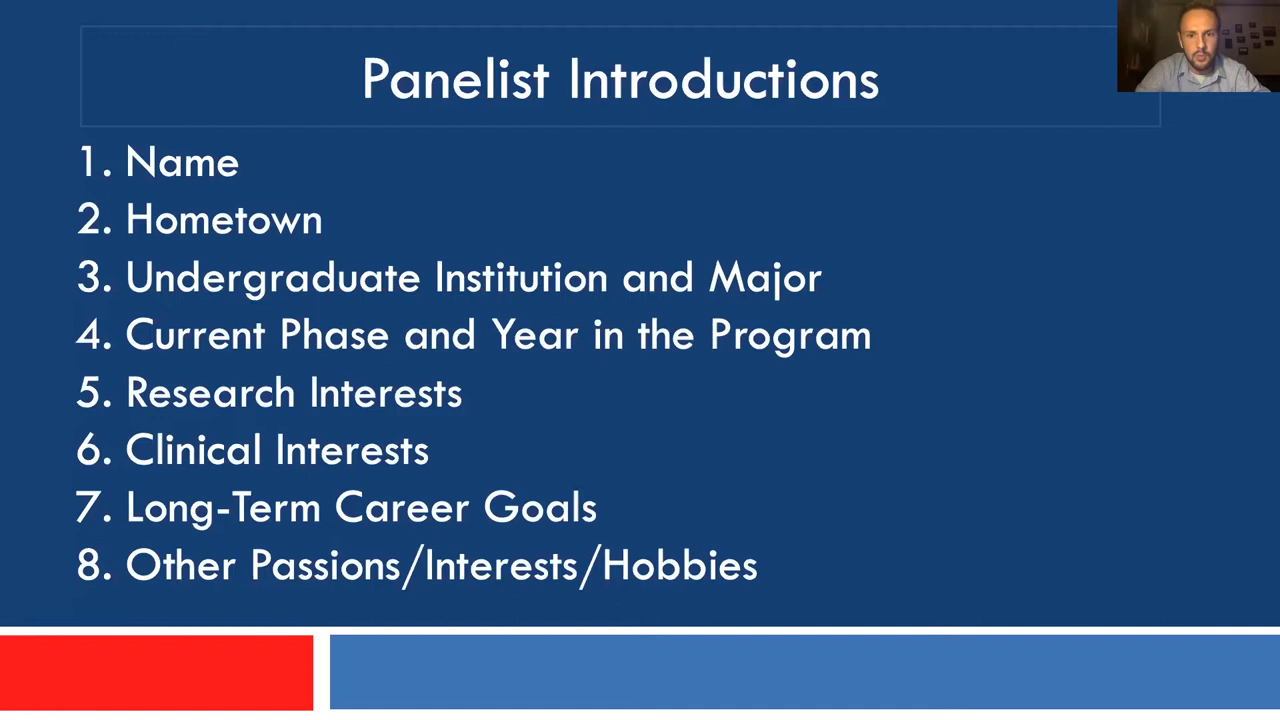 Panelist Introductions
1. Name
2. Hometown
3. Undergraduate Institution and Major
4. Current Phase and Year in the Program
5. Research Interests
6. Clinical Interests
7. Long-Term Career Goals
8. Other Passions/Interests/Hobbies